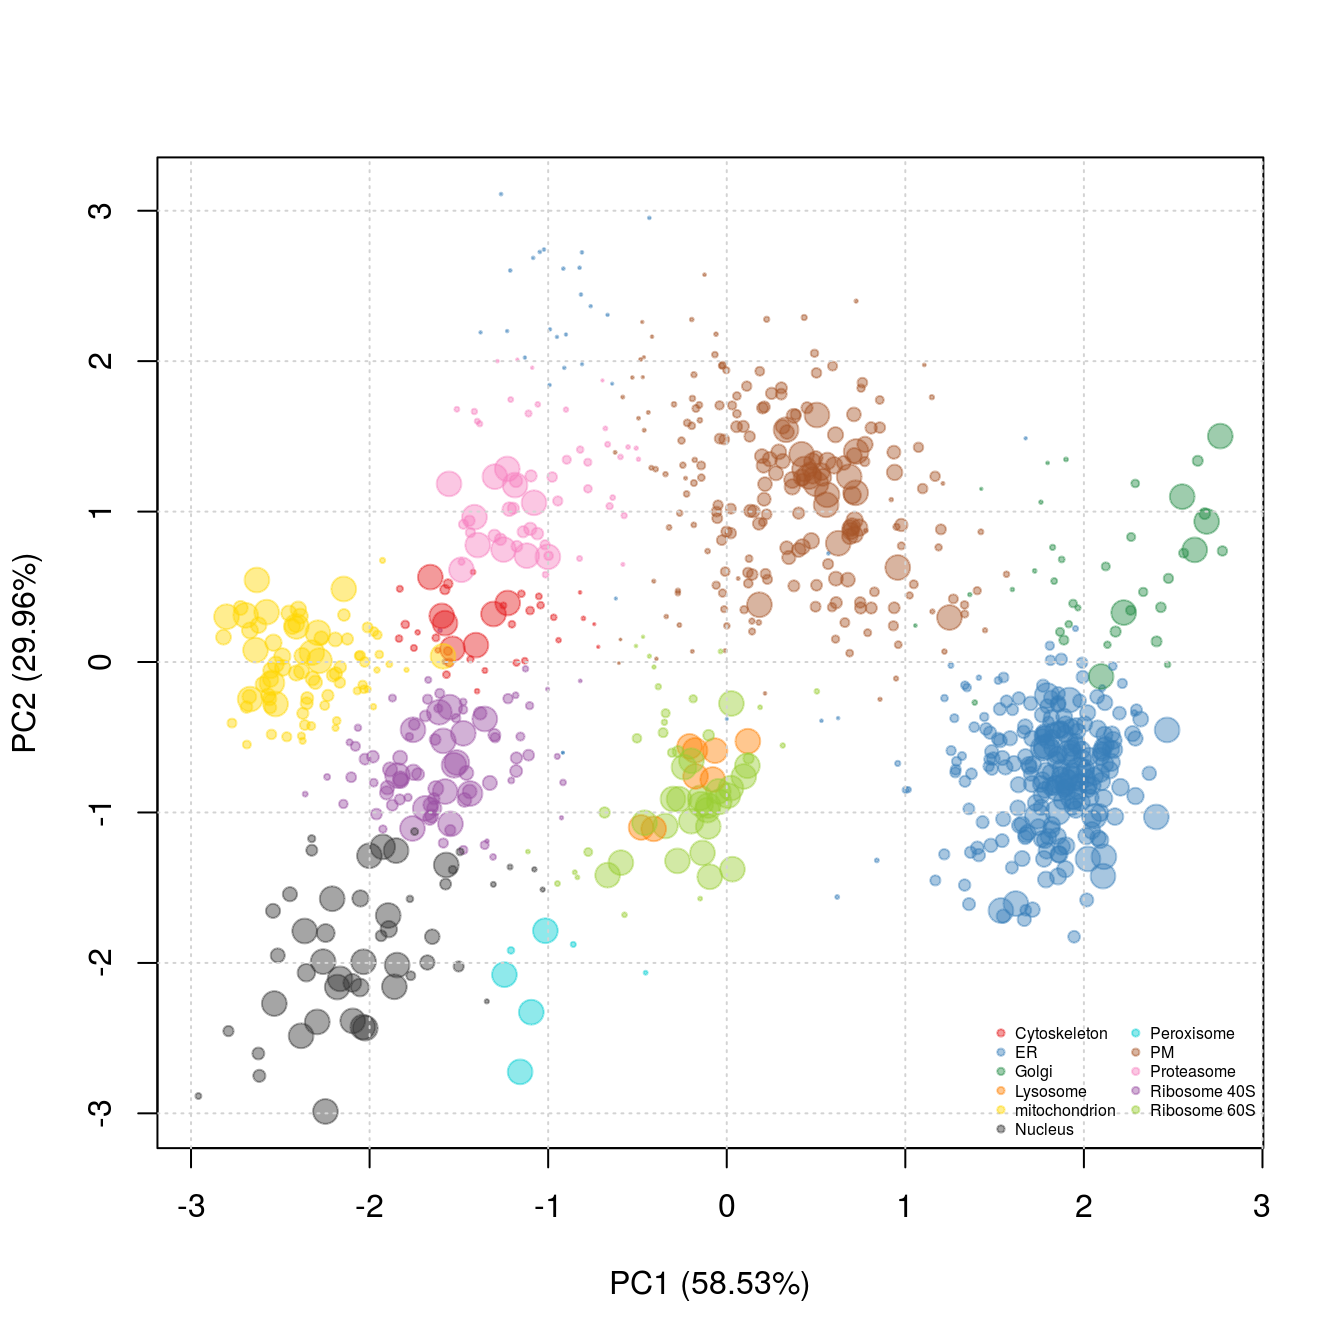 3
2
1
0
-1
-2
-3
PC2 (29.96%)
Cytoskeleton
ER
Golgi
Lysosome
mitochondrion
Nucleus
Peroxisome
PM
Proteasome
Ribosome 40S
Ribosome 60S
-3 -2 -1 0 1 2 3
PC1 (58.53%)